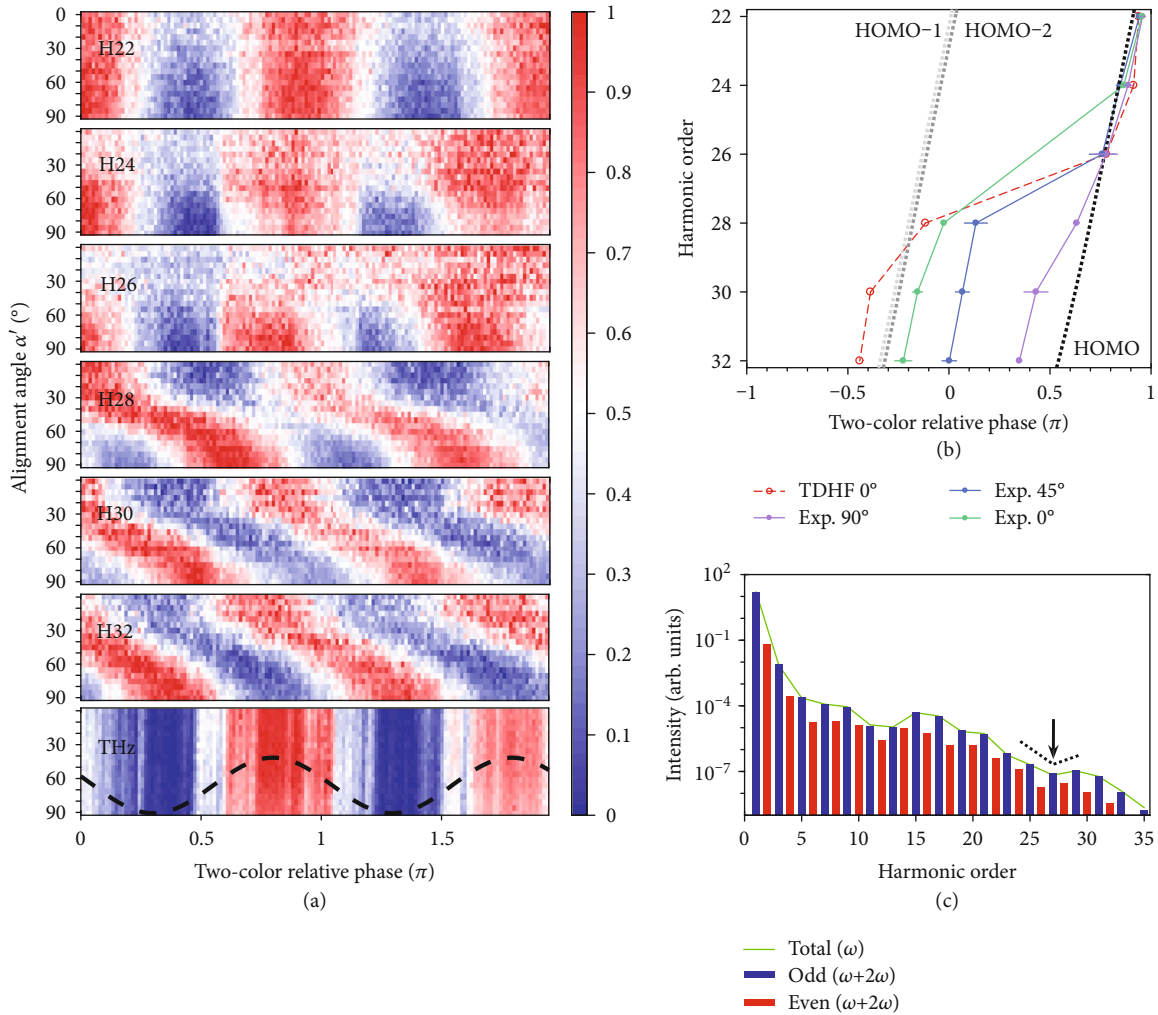 H22
0
30
60
90
H24
30
60
90
H26
30
60
90
H28
30
60
90
H30
30
60
90
H32
30
60
90
THz
30
60
90
Alignment angle α′ (°)
0
0.5
1
1.5
Two-color relative phase (π)
(a)
1
0.9
0.8
0.7
0.6
0.5
0.4
0.3
0.2
0.1
0
22
24
26
28
30
32
Harmonic order
HOMO−1
HOMO−2
HOMO
−1
−0.5
0
0.5
1
Two-color relative phase (π)
(b)
TDHF 0°
Exp. 45°
Exp. 90°
Exp. 0°
10²
10⁻¹
10⁻⁴
10⁻⁷
Intensity (arb. units)
0
5
10
15
20
25
30
35
Harmonic order
(c)
Total (ω)
Odd (ω+2ω)
Even (ω+2ω)